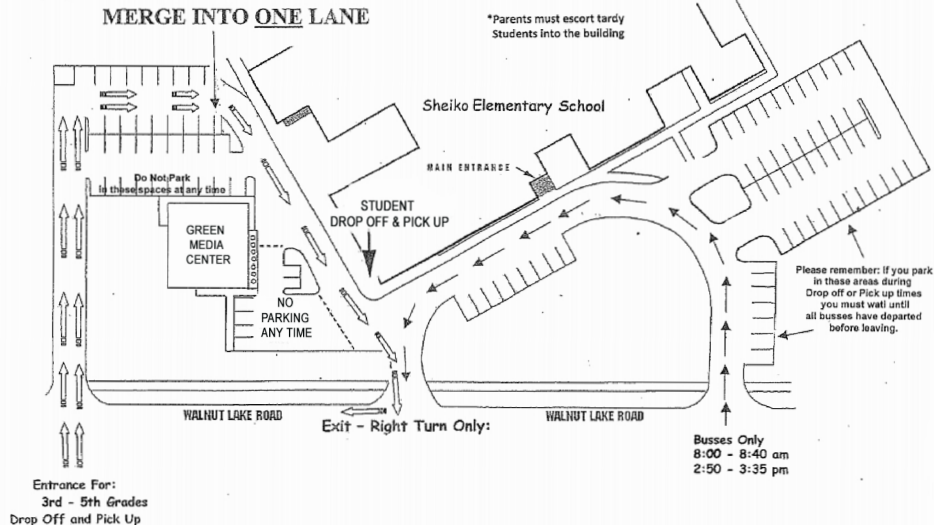 MERGE INTO ONE LANE
*Parents must escort tardy
Students into the building
Sheiko Elementary School
MAIN ENTRANCE
Do Not Park
In these spaces at any time
STUDENT
DROP OFF & PICK UP
GREEN
MEDIA
CENTER
NO
PARKING
ANY TIME
Please remember: If you park
in these areas during
Drop off or Pick up times
you must wati until
all busses have departed
before leaving.
WALNUT LAKE ROAD
WALNUT LAKE ROAD
Exit - Right Turn Only:
Busses Only
8:00 - 8:40 am
2:50 - 3:35 pm
Entrance For:
3rd - 5th Grades
Drop Off and Pick Up